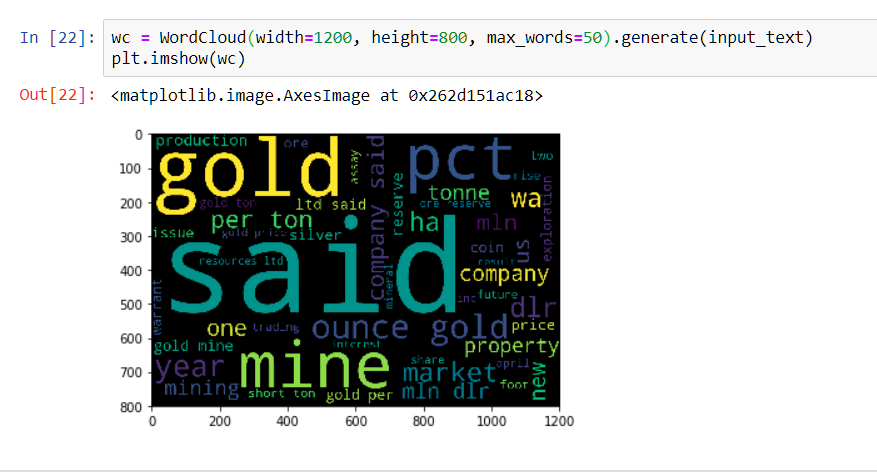 In [22]: wc = WordCloud(width=1200, height=800, max_words=50).generate(input_text)
plt.imshow(wc)
Out[22]: <matplotlib.image.AxesImage at 0x262d151ac18>
0
100
200
300
400
500
600
700
800
production
ore
gold
assay
company said
pct
two
rise
tonne
wa
gold ton
ltd said
reserve
ore reserve
exploration
per ton
ha
mln
issue
gold price
silver
said
coin
us
resources ltd
result
mineral
company
warrant
inc
future
dlr
one
trading
ounce gold
price
gold mine
interest
property
year
mine
share
market
april
new
mining
short ton
gold per
mln dlr
foot
0 200 400 600 800 1000 1200